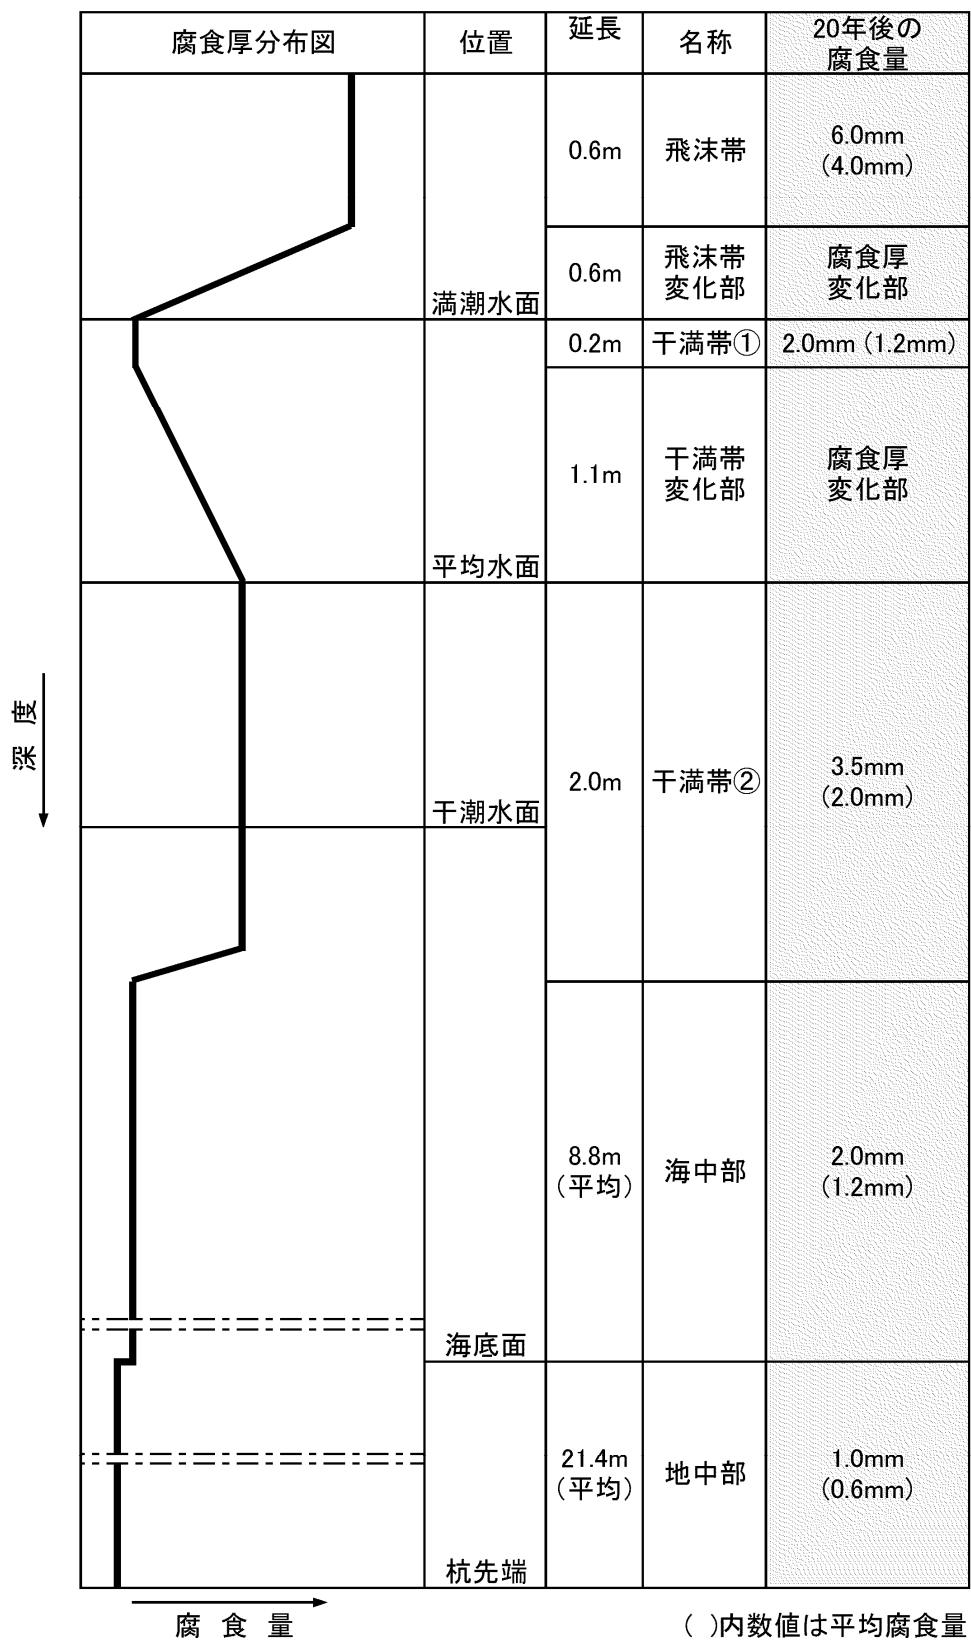 腐食厚分布図
位置
延長
名称
20年後の
腐食量
0.6m
飛沫帯
6.0mm
(4.0mm)
満潮水面
0.6m
飛沫帯
変化部
腐食厚
変化部
0.2m
干満帯①
2.0mm (1.2mm)
平均水面
1.1m
干満帯
変化部
腐食厚
変化部
深度
干潮水面
2.0m
干満帯②
3.5mm
(2.0mm)
海底面
8.8m
(平均)
海中部
2.0mm
(1.2mm)
杭先端
21.4m
(平均)
地中部
1.0mm
(0.6mm)
腐食量
( )内数値は平均腐食量